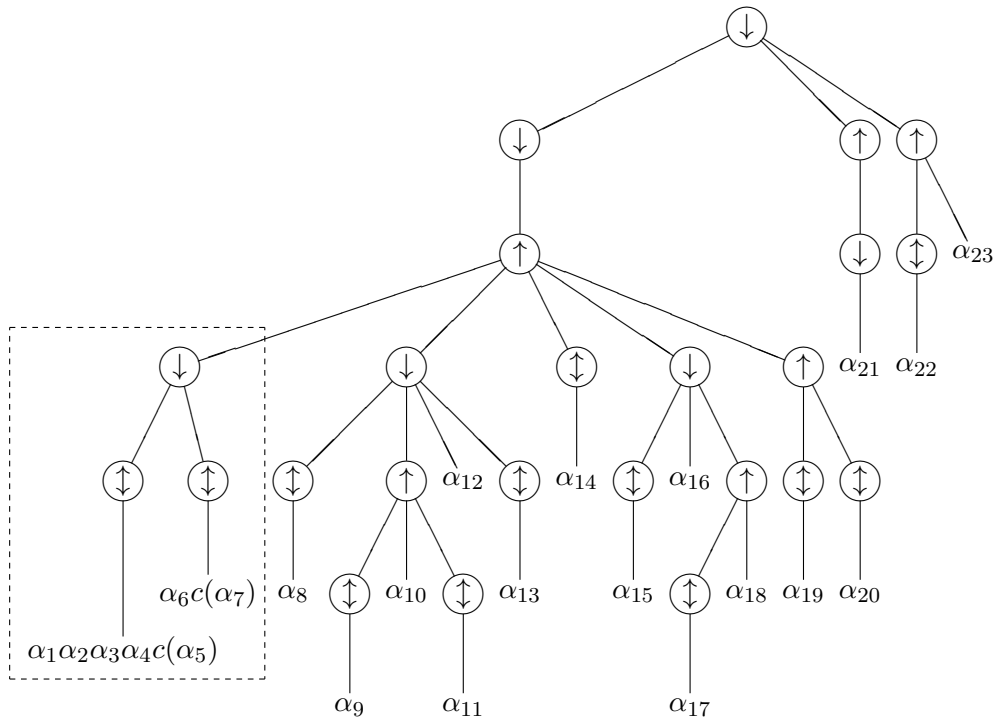 ↓
↓ ↑ ↑
↑ ↓ ↕ α₂₃
↓ ↓ ↕ ↓ ↑ α₂₁ α₂₂
↕ ↕ ↕ ↑ α₁₂ ↕ α₁₄ ↕ α₁₆ ↑ ↕ ↕
α₆c(α₇) α₈ ↕ α₁₀ ↕ α₁₃ α₁₅ ↕ α₁₈ α₁₉ α₂₀
α₁α₂α₃α₄c(α₅)
α₉ α₁₁ α₁₇